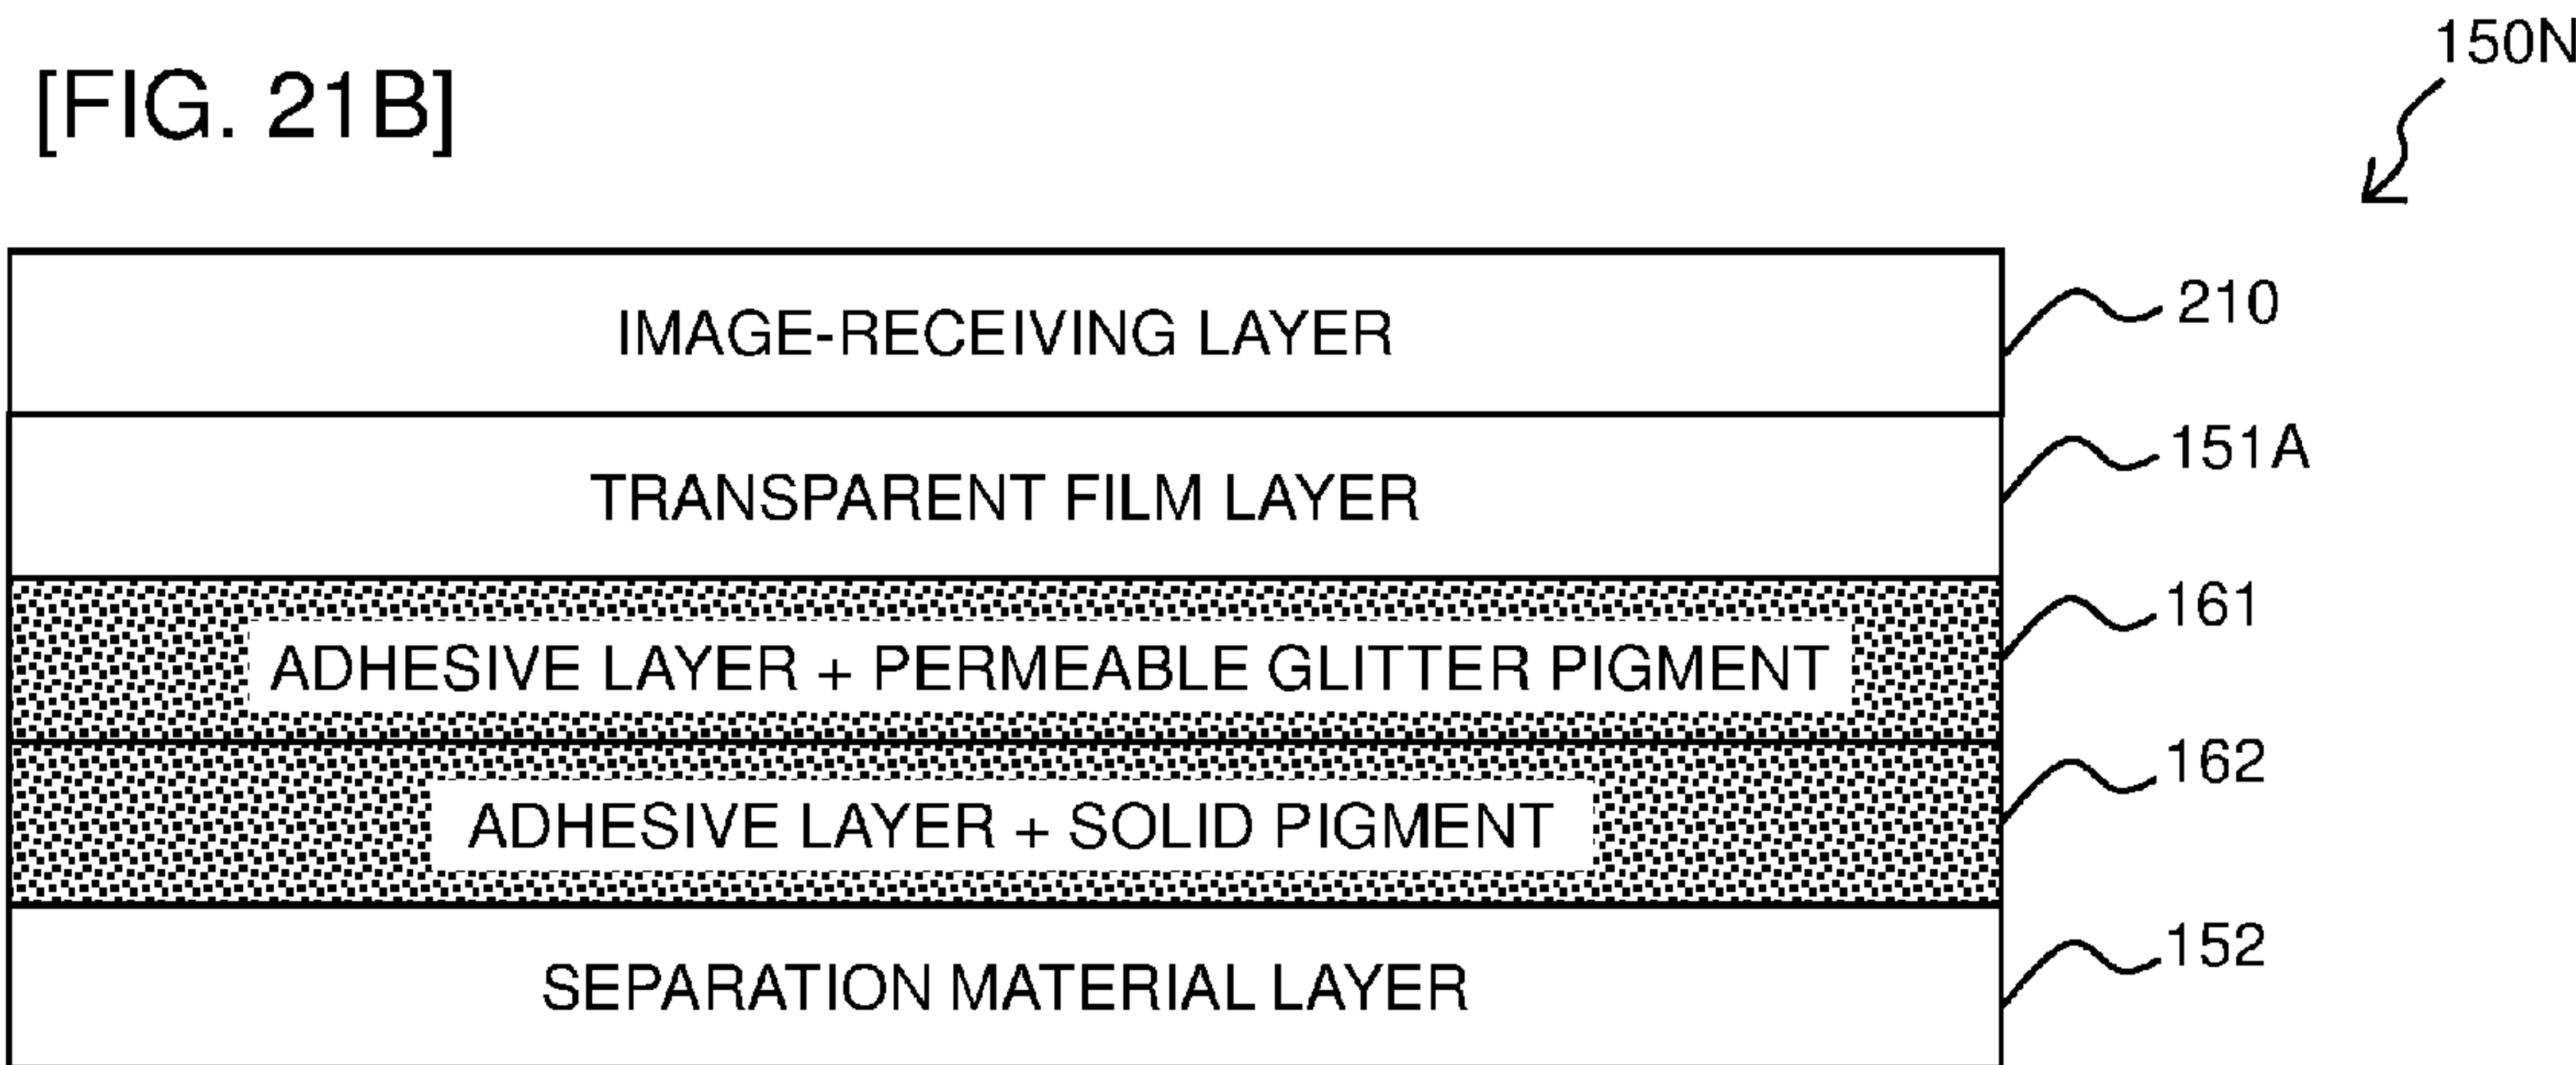 150N
[FIG. 21B]
IMAGE-RECEIVING LAYER
210
TRANSPARENT FILM LAYER
151A
ADHESIVE LAYER + PERMEABLE GLITTER PIGMENT
161
ADHESIVE LAYER + SOLID PIGMENT
162
SEPARATION MATERIAL LAYER
152